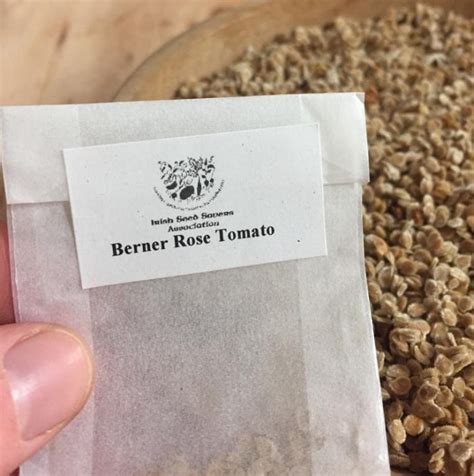 Irish Seed Savers
Association
Berner Rose Tomato